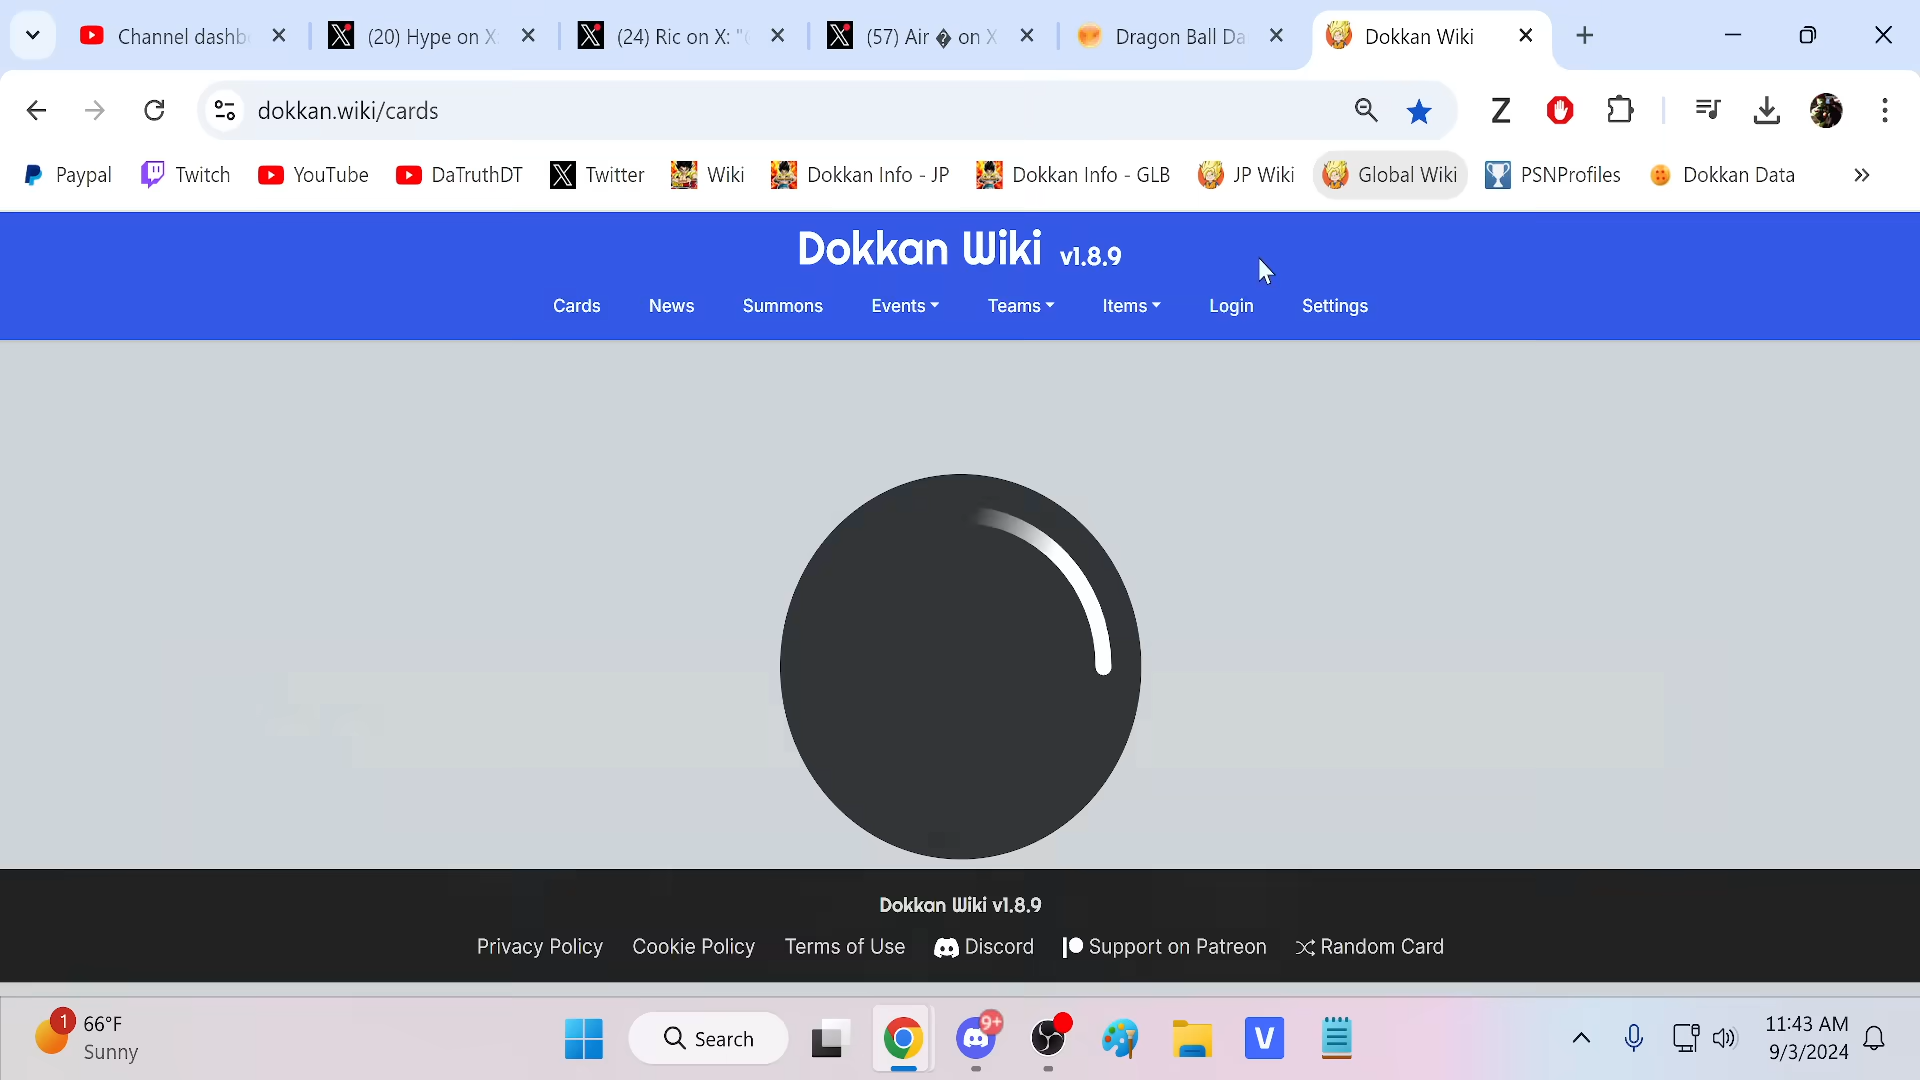 Channel dashb
(20) Hype on X
(24) Ric on X: "
(57) Air � on X
Dragon Ball Da
Dokkan Wiki
dokkan.wiki/cards
Z
Paypal
Twitch
YouTube
DaTruthDT
Twitter
Wiki
Dokkan Info - JP
Dokkan Info - GLB
JP Wiki
Global Wiki
PSNProfiles
Dokkan Data
Dokkan Wiki v1.8.9
Cards News Summons Events Teams Items Login Settings
Dokkan Wiki v1.8.9
Privacy Policy Cookie Policy Terms of Use Discord Support on Patreon Random Card
1
66°F
Sunny
Search
9+
V
11:43 AM
9/3/2024